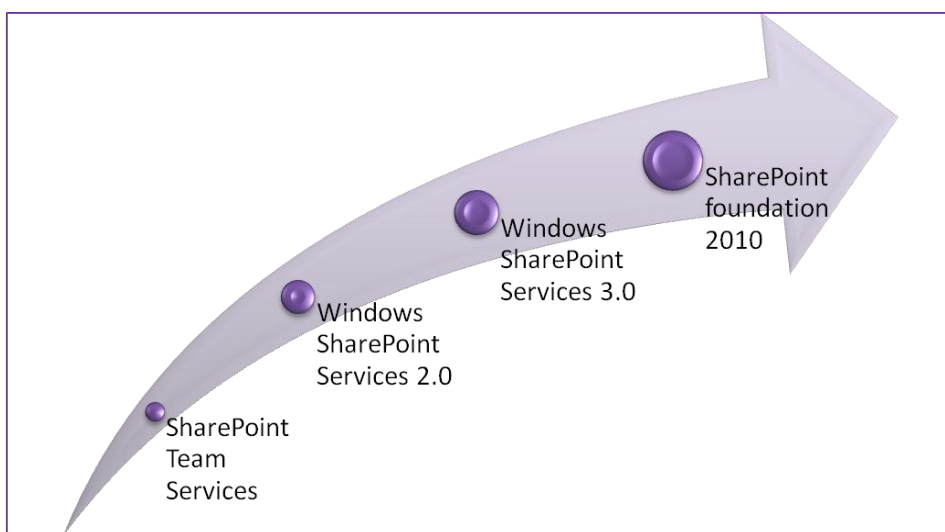 SharePoint
Team
Services
Windows
SharePoint
Services 2.0
Windows
SharePoint
Services 3.0
SharePoint
foundation
2010